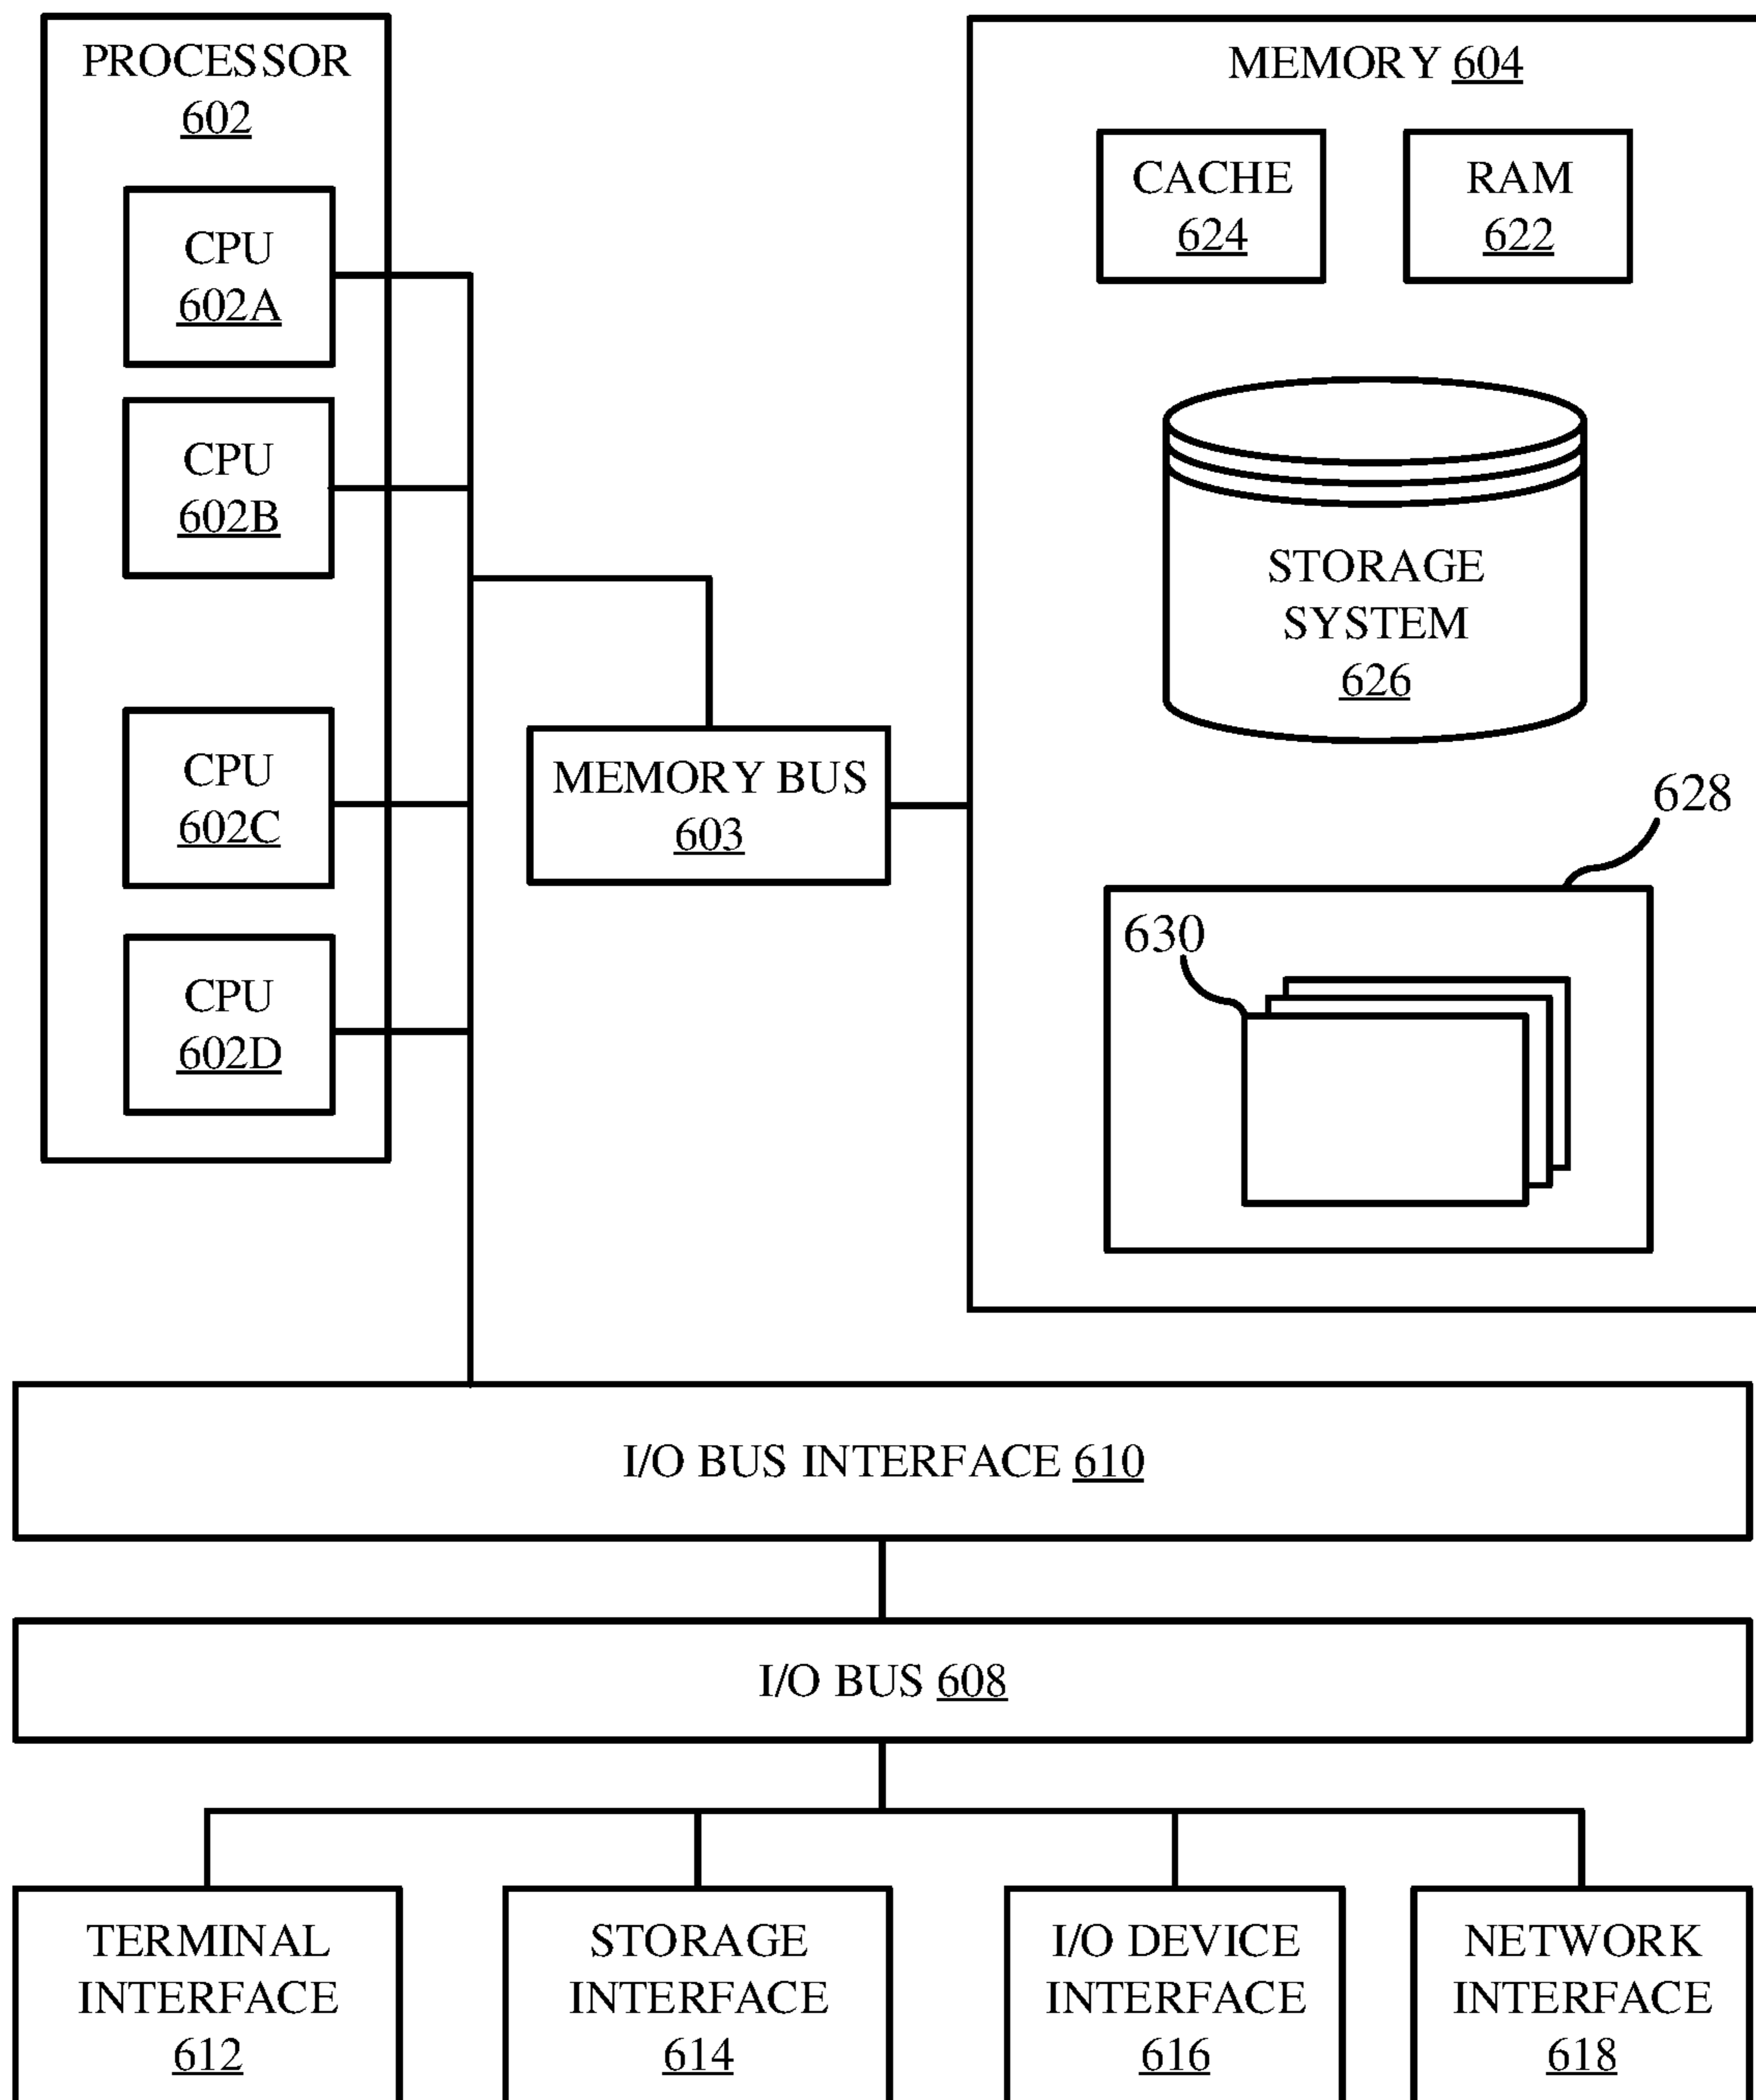 PROCESSOR
602
CPU
602A
CPU
602B
CPU
602C
CPU
602D
MEMORY BUS
603
MEMORY 604
CACHE
624
RAM
622
STORAGE
SYSTEM
626
628
630
I/O BUS INTERFACE 610
I/O BUS 608
TERMINAL
INTERFACE
612
STORAGE
INTERFACE
614
I/O DEVICE
INTERFACE
616
NETWORK
INTERFACE
618